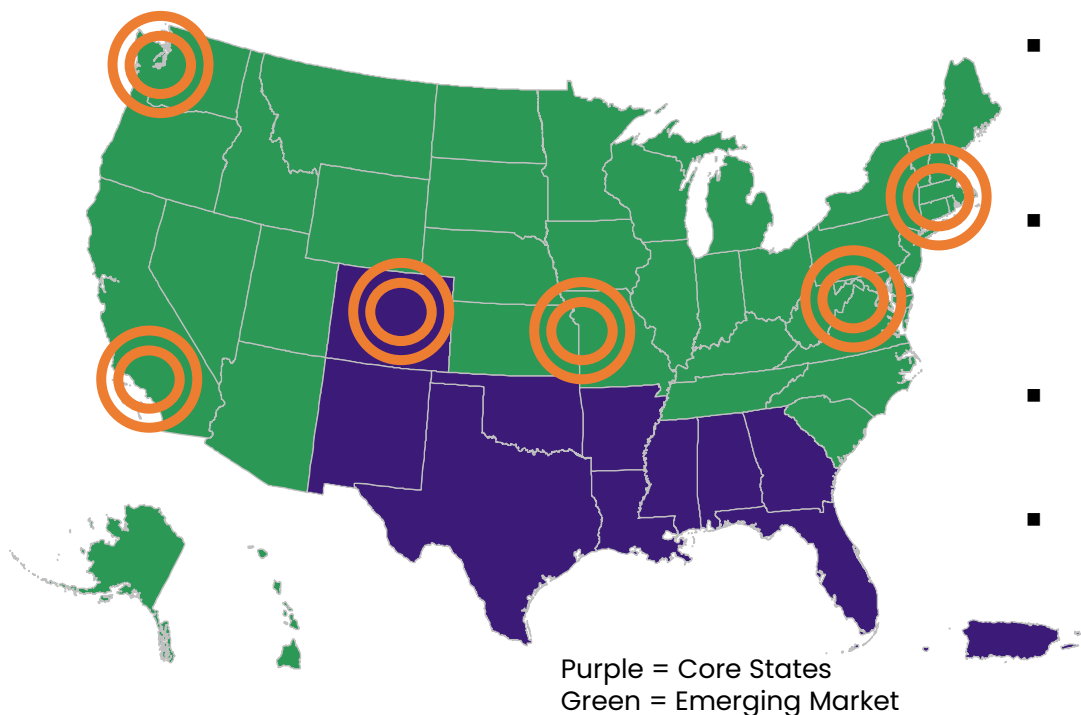 Purple = Core States
Green = Emerging Market